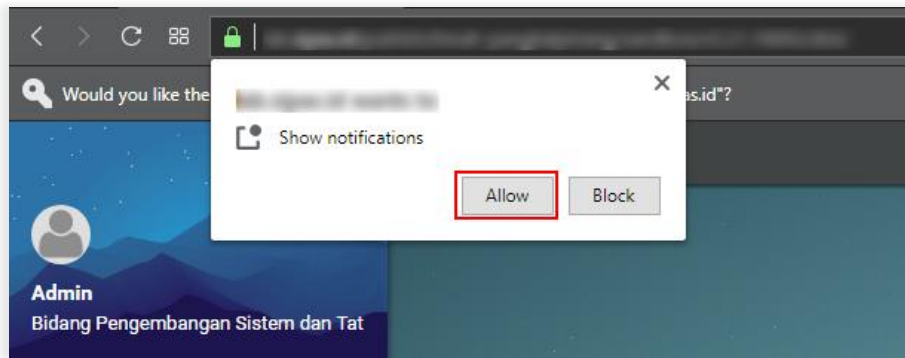 Would you like the
as.id"?
Show notifications
Allow
Block
Admin
Bidang Pengembangan Sistem dan Tat